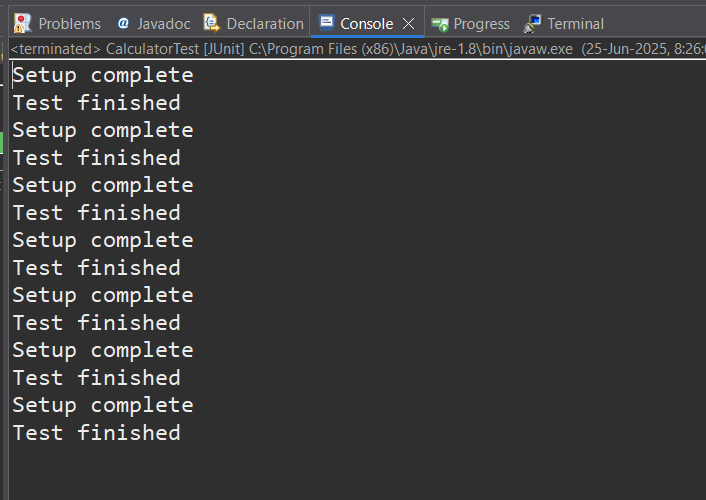 Problems @ Javadoc Declaration Console Progress Terminal
<terminated> CalculatorTest [JUnit] C:\Program Files (x86)\Java\jre-1.8\bin\javaw.exe (25-Jun-2025, 8:26:
Setup complete
Test finished
Setup complete
Test finished
Setup complete
Test finished
Setup complete
Test finished
Setup complete
Test finished
Setup complete
Test finished
Setup complete
Test finished